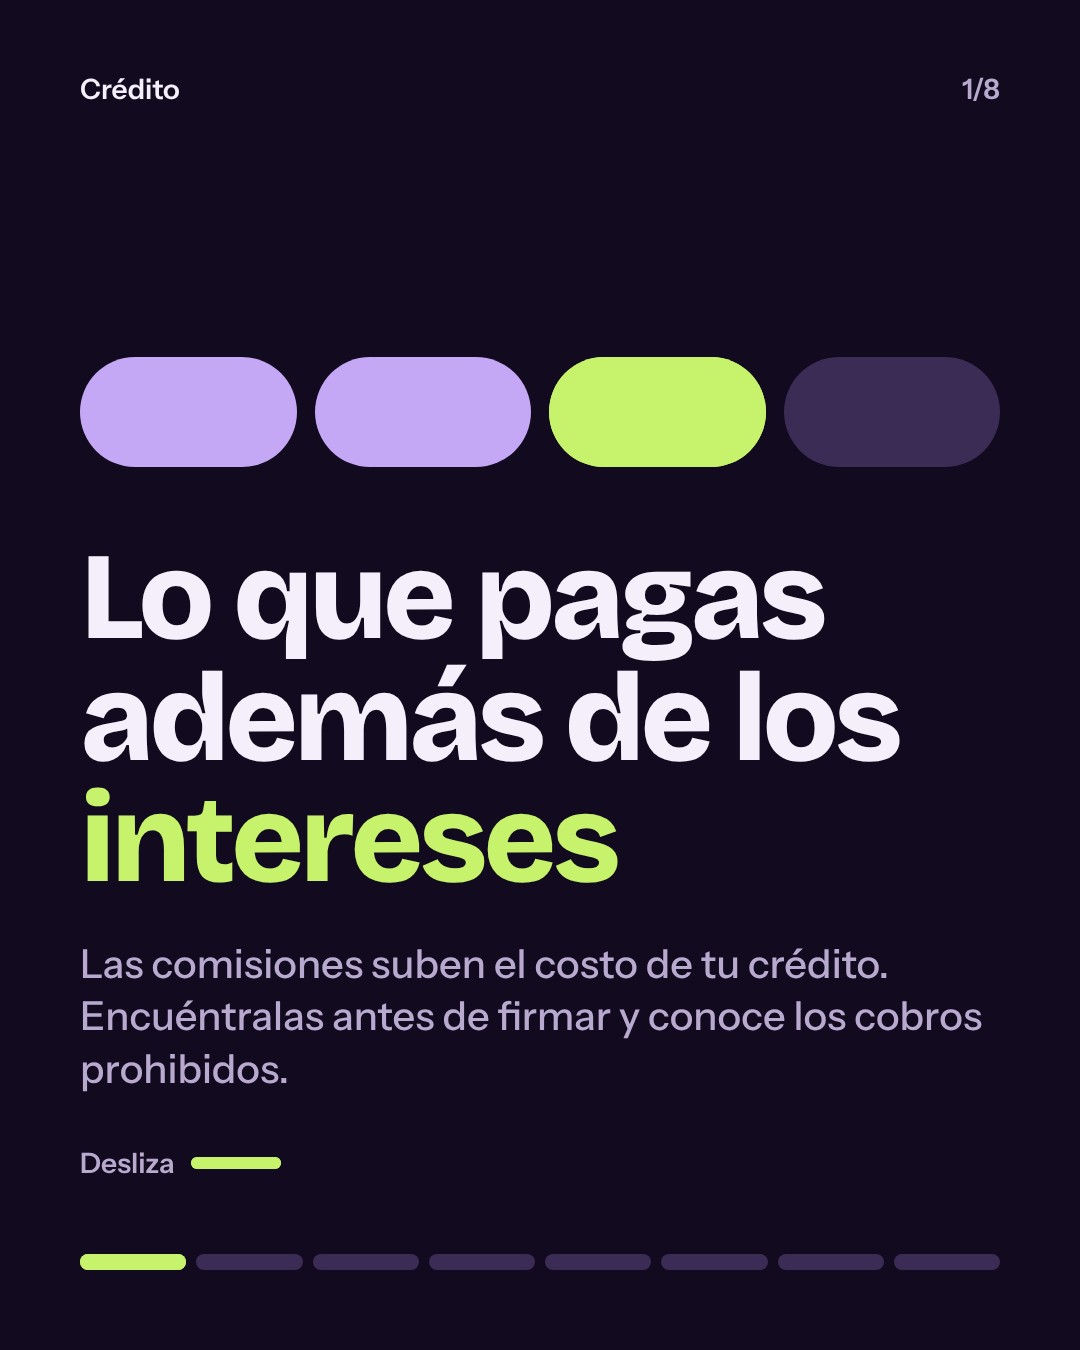 Crédito
1/8
Lo que pagas
además de los
intereses
Las comisiones suben el costo de tu crédito.
Encuéntralas antes de firmar y conoce los cobros
prohibidos.
Desliza